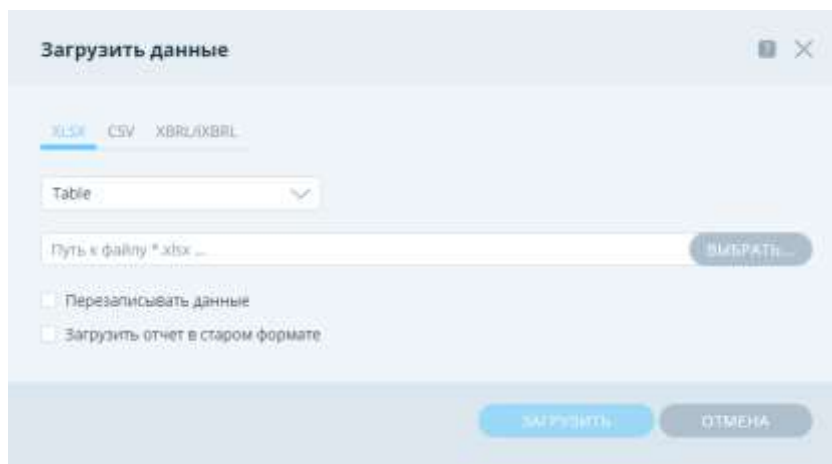 Загрузить данные
XLSX CSV XBRL/iXBRL
Table
Путь к файлу *.xlsx ...
ВЫБРАТЬ...
Перезаписывать данные
Загрузить отчет в старом формате
ЗАГРУЗИТЬ ОТМЕНА